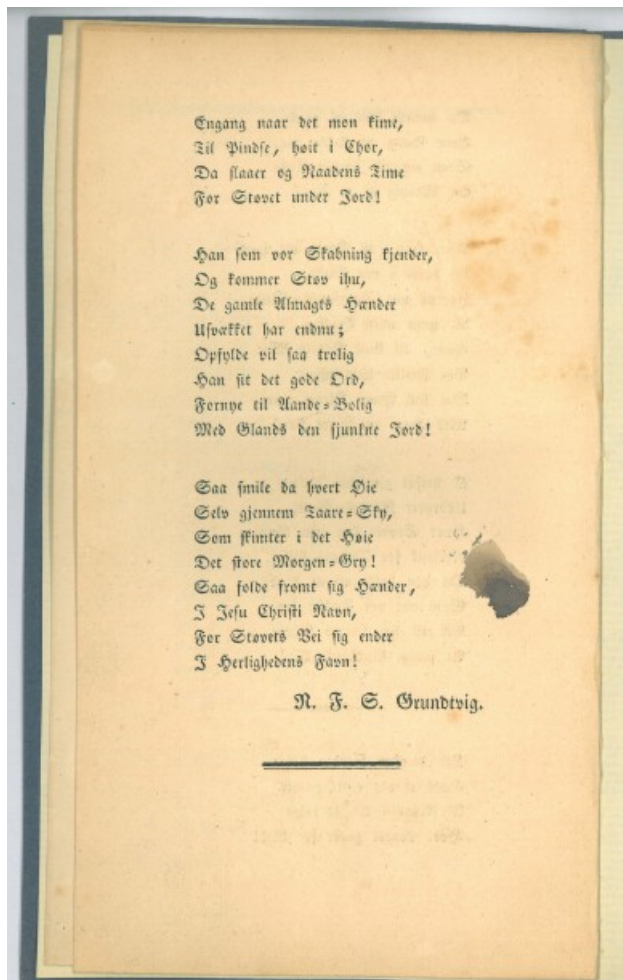 Engang naar det mon kime,
Til Pindse, høit i Chor,
Da slaaer og Naadens Time
For Støvet under Jord!
Han som vor Skabning kjender,
Og kommer Støv ihu,
De gamle Almagts Hænder
Usvækket har endnu;
Opfylde vil saa trolig
Han sit det gode Ord,
Fornye til Aande-Bolig
Med Glands den sjunkne Jord!
Saa smile da hvert Øie
Selv gjennem Taare-Sky,
Som skimter i det Høie
Det store Morgen-Gry!
Saa folde fromt sig Hænder,
I Jesu Christi Navn,
For Støvets Vei sig ender
I Herlighedens Favn!
N. F. S. Grundtvig.